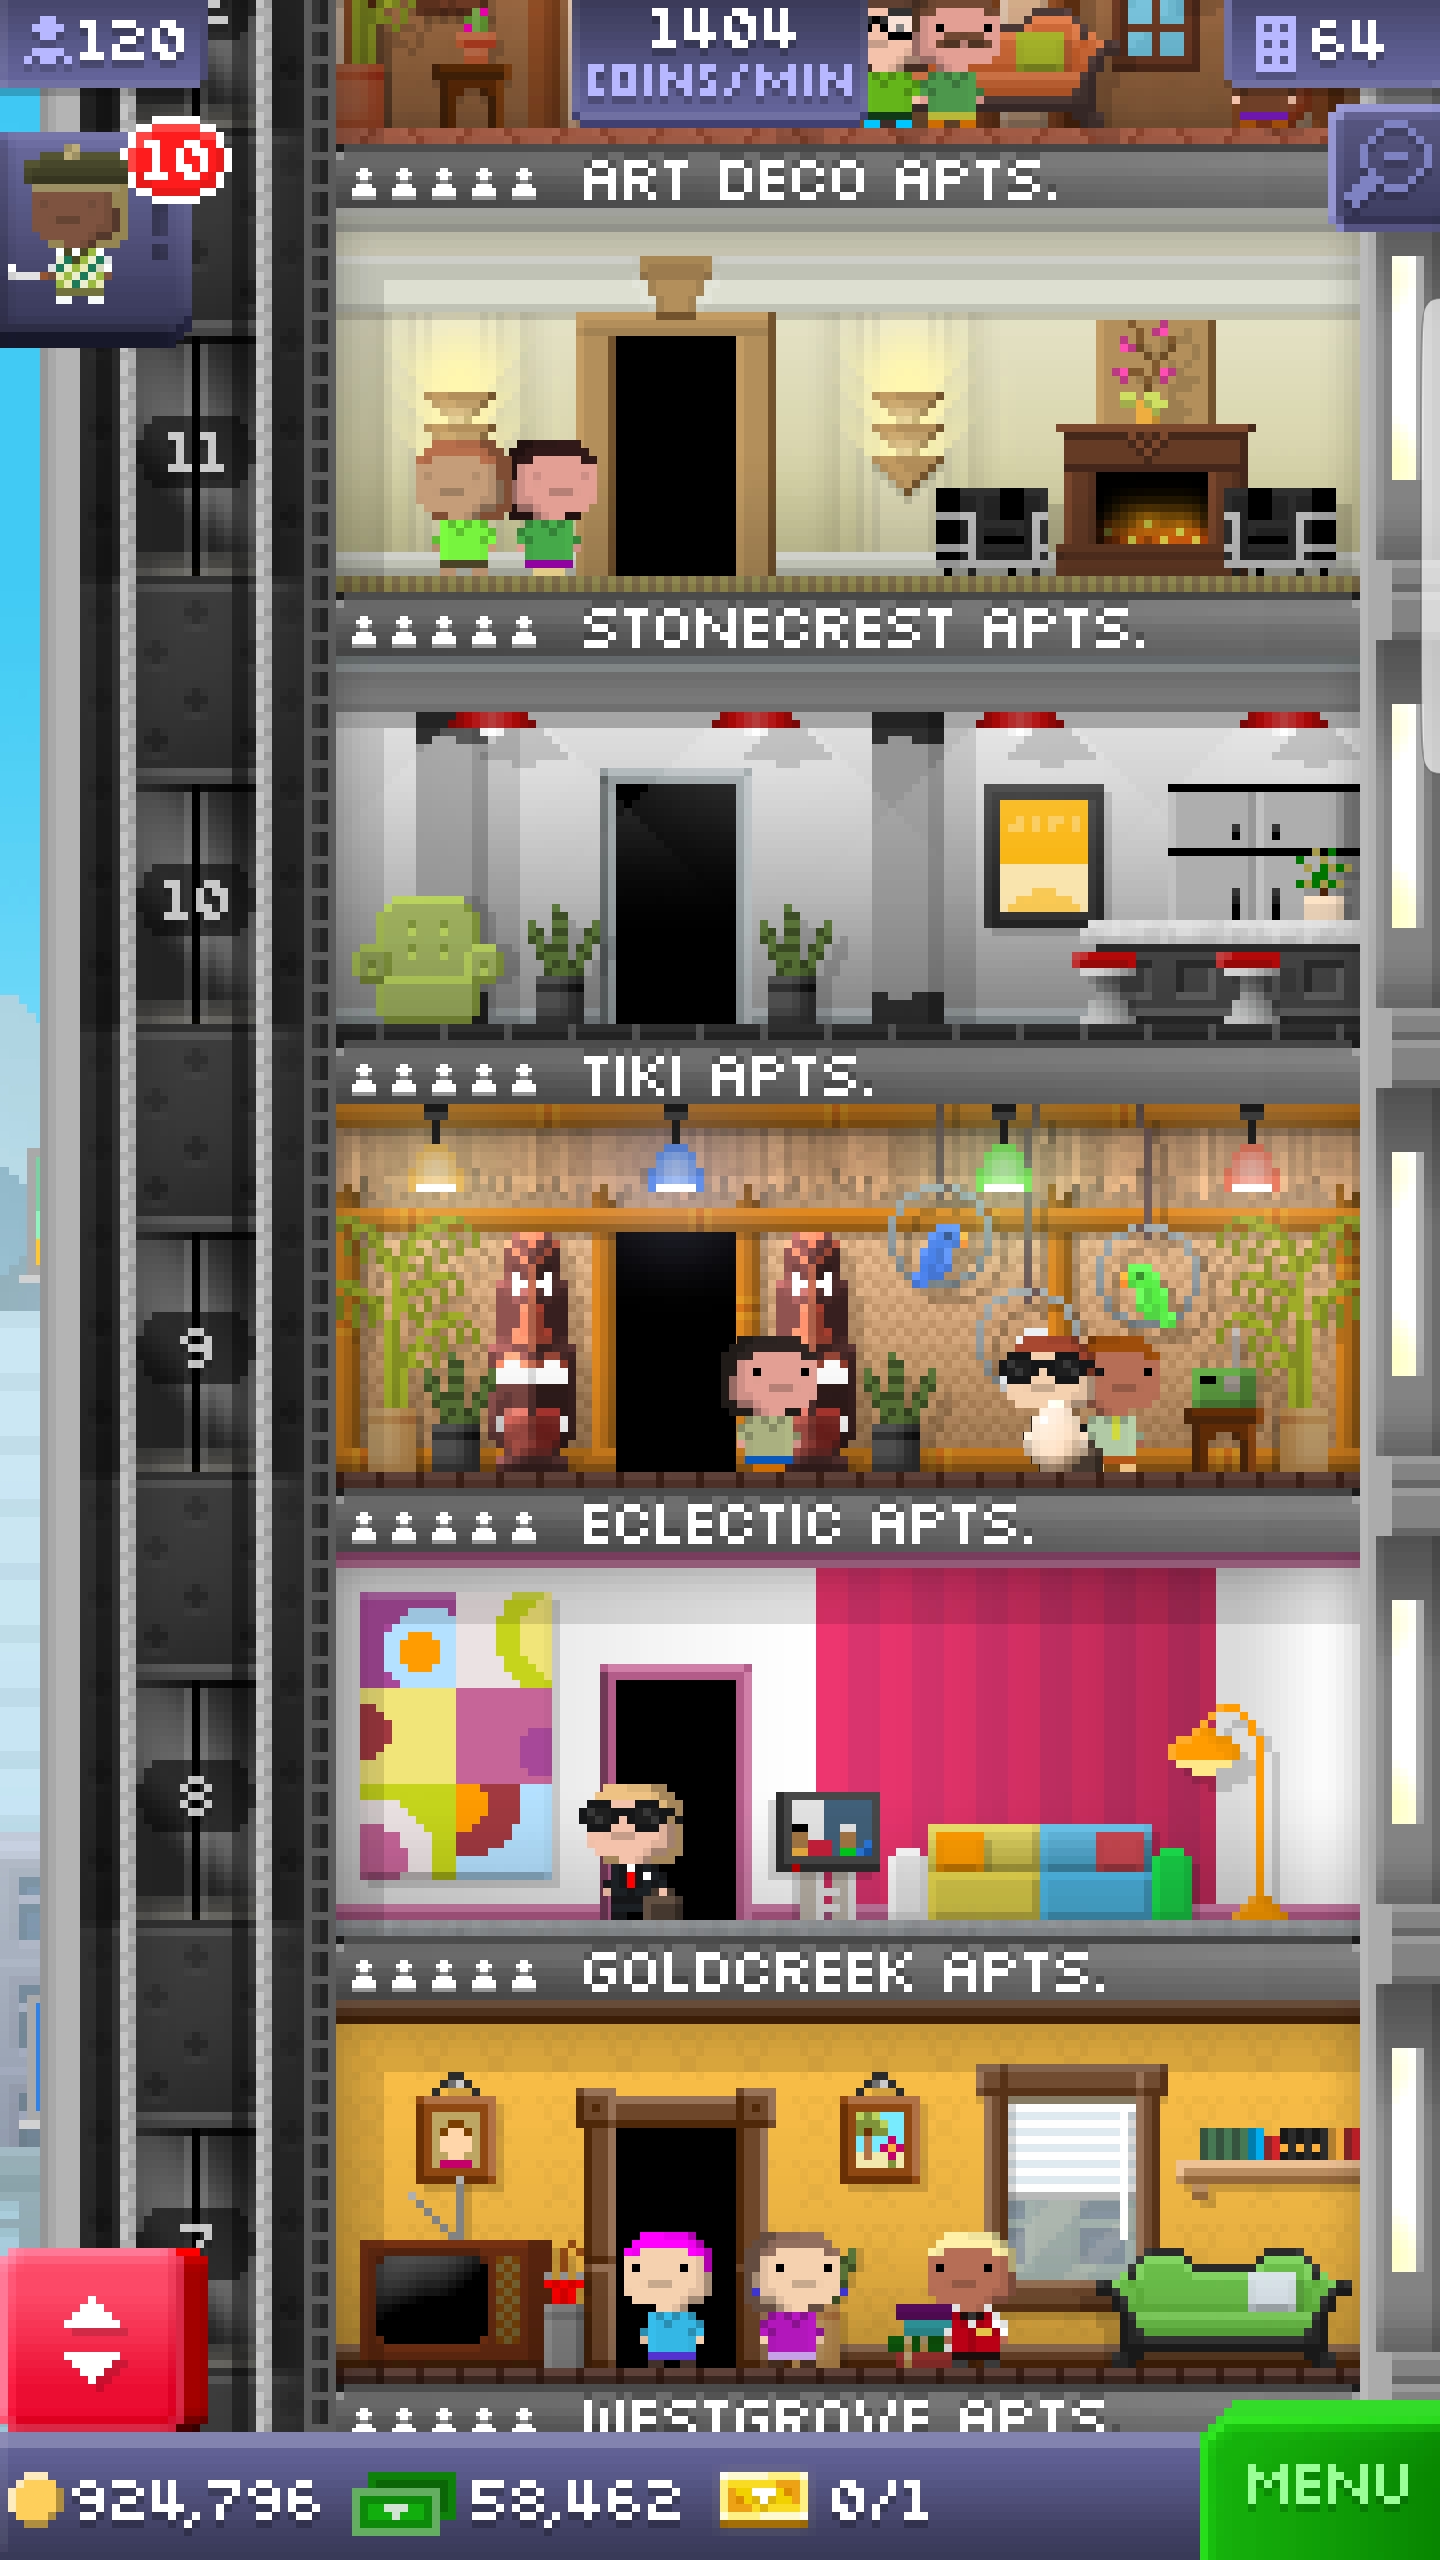 120
1404
COINS/MIN
64
10
ART DECO APTS.
11
STONECREST APTS.
10
TIKI APTS.
9
ECLECTIC APTS.
8
GOLDCREEK APTS.
7
WESTGROVE APTS.
924,796
58,462
0/1
MENU